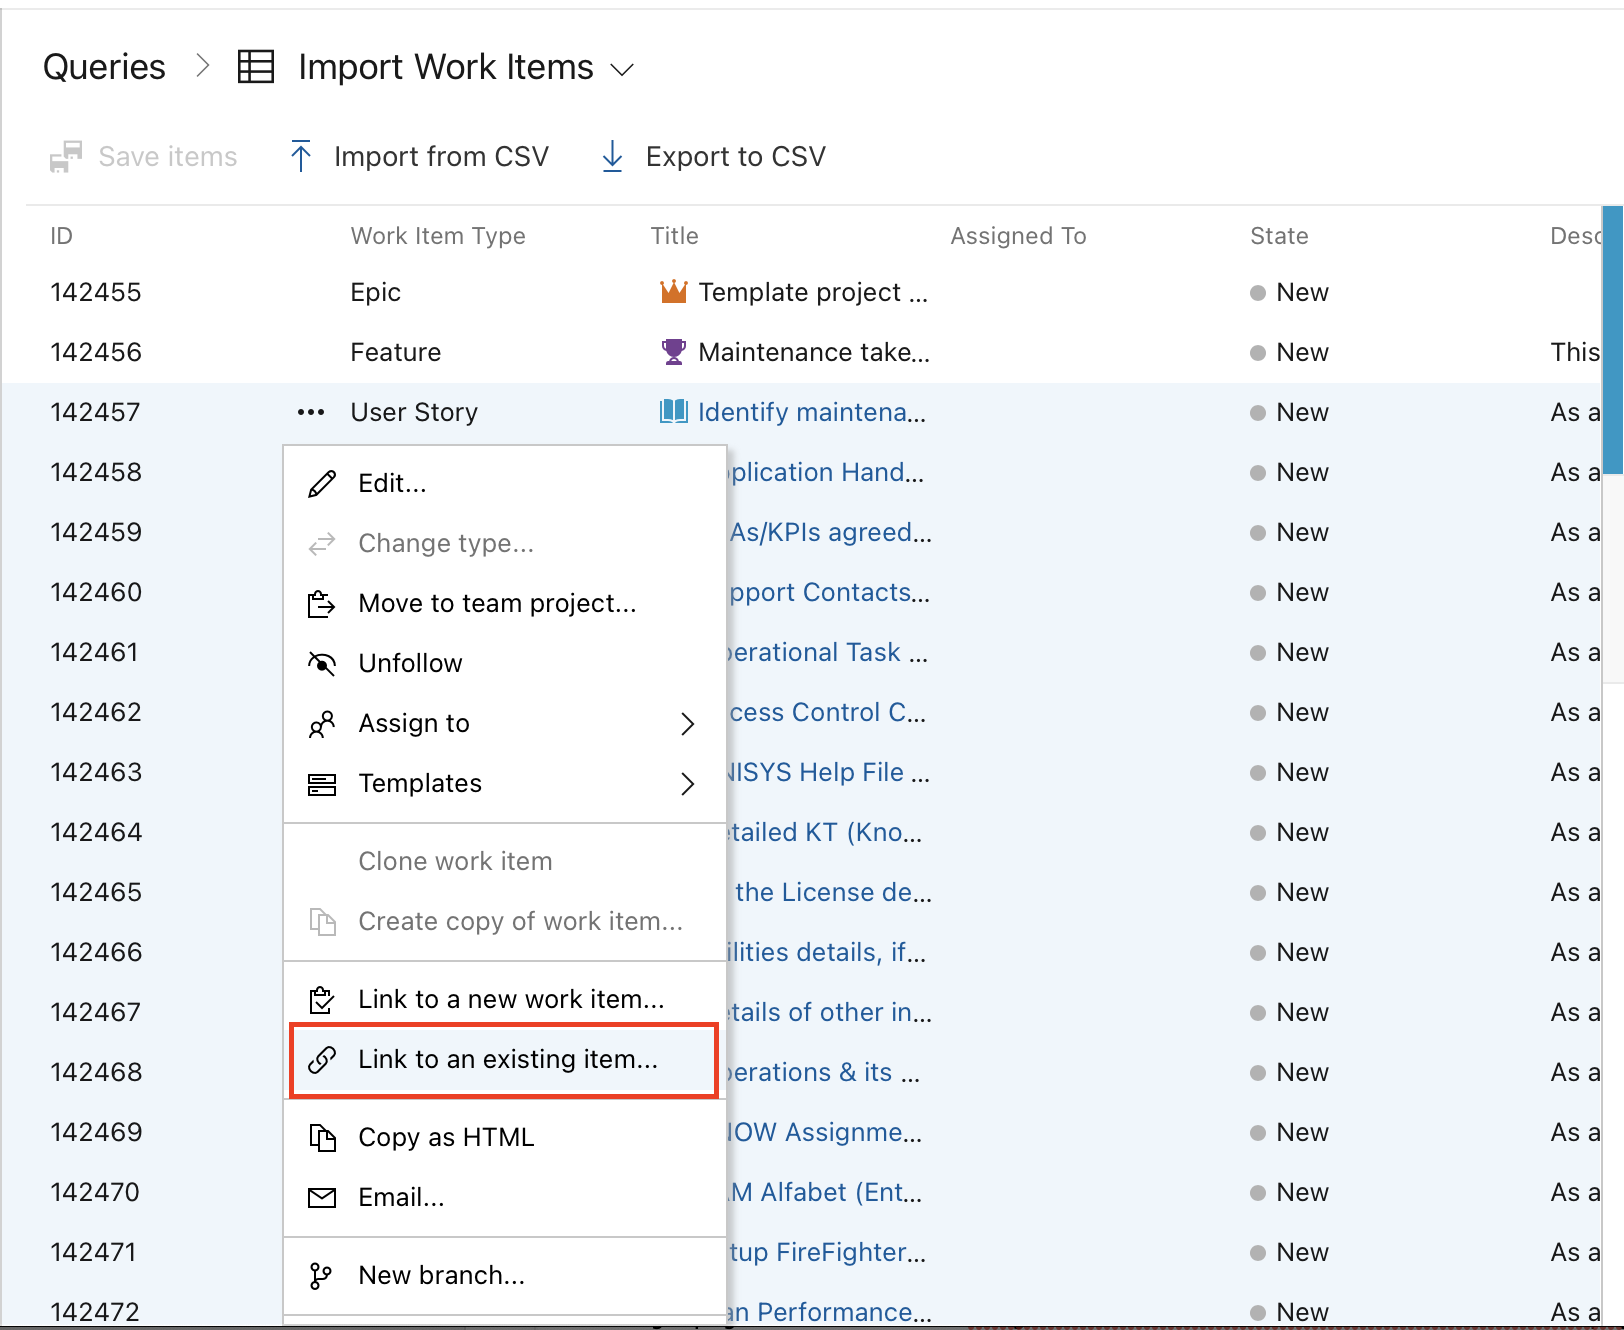 Queries > Import Work Items
Save items Import from CSV Export to CSV
ID Work Item Type Title Assigned To State Desc
142455 Epic Template project ... New
142456 Feature Maintenance take... New This
142457 ... User Story Identify maintena... New As a
142458 Edit... plication Hand... New As a
142459 Change type... As/KPIs agreed... New As a
142460 Move to team project... pport Contacts... New As a
142461 Unfollow erational Task ... New As a
142462 Assign to cess Control C... New As a
142463 Templates ISYS Help File ... New As a
142464 tailed KT (Kno... New As a
Clone work item
142465 the License de... New As a
Create copy of work item...
142466 ilities details, if... New As a
142467 Link to a new work item... tails of other in... New As a
142468 Link to an existing item... erations & its ... New As a
142469 Copy as HTML OW Assignme... New As a
142470 Email... M Alfabet (Ent... New As a
142471 tup FireFighter... New As a
New branch...
142472 an Performance... New As a